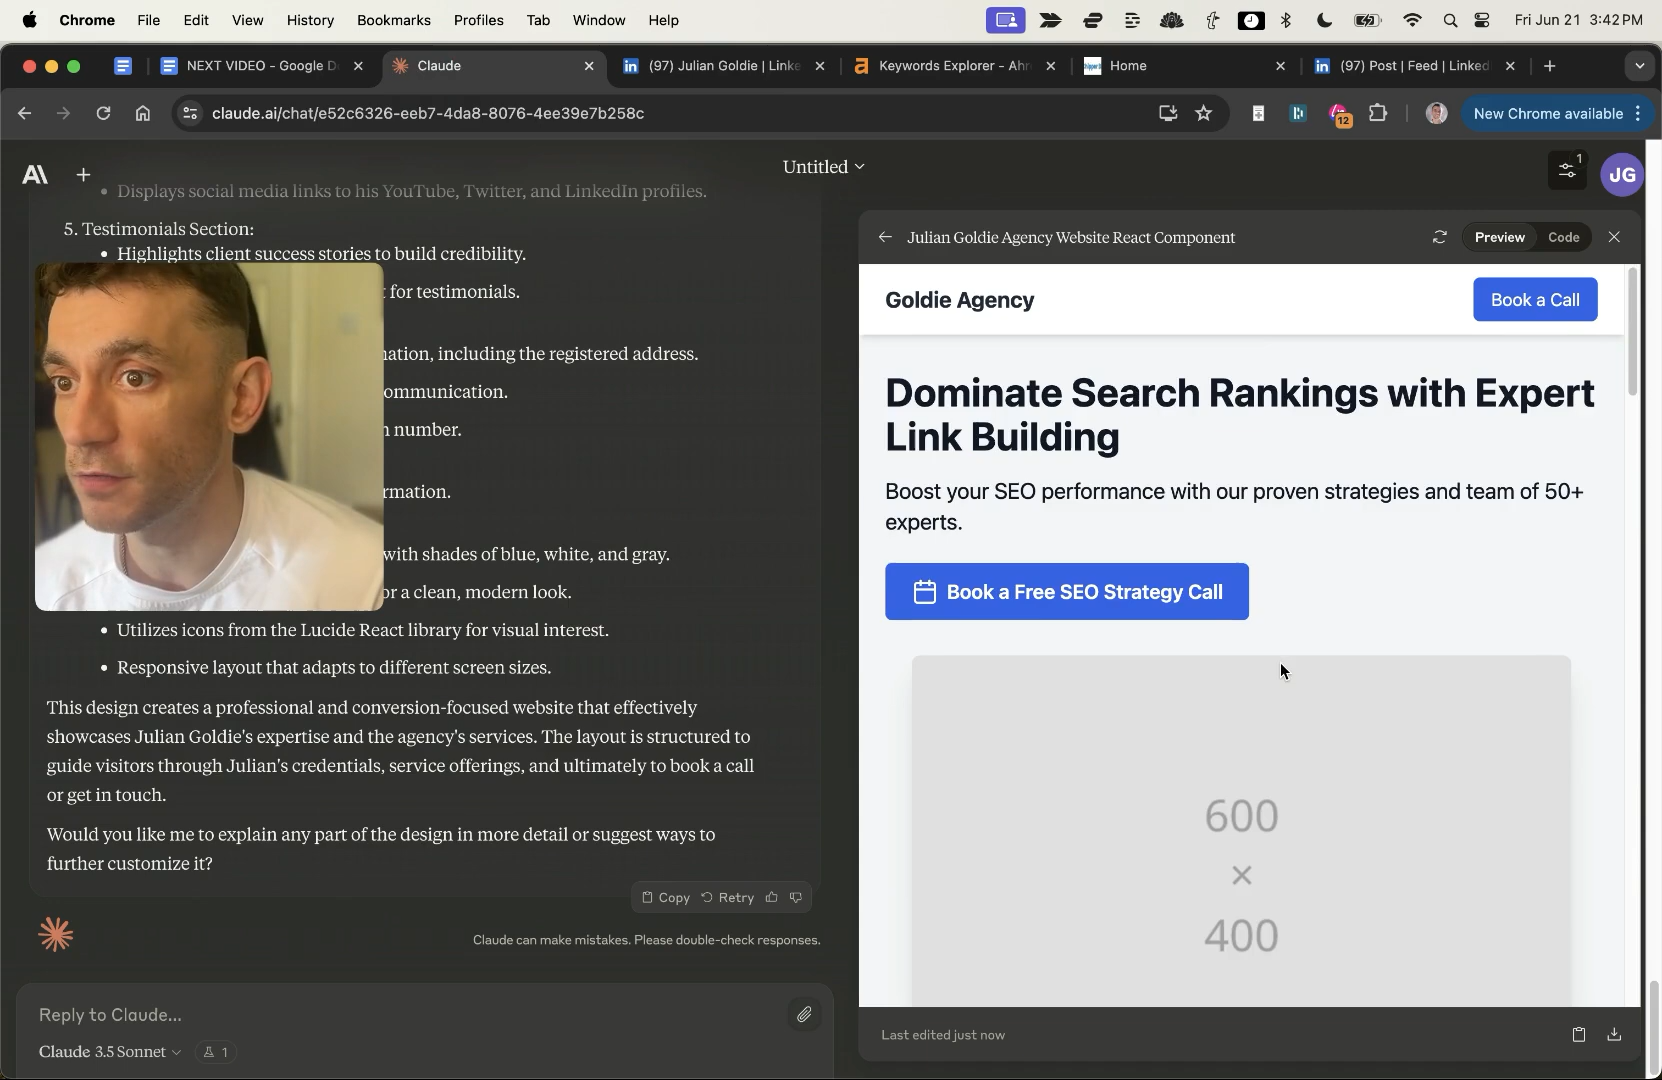 Chrome File Edit View History Bookmarks Profiles Tab Window Help
Fri Jun 21 3:42 PM
NEXT VIDEO - Google D
Claude
(97) Julian Goldie | Linke
Keywords Explorer - Ahr
Home
(97) Post | Feed | Linked
claude.ai/chat/e52c6326-eeb7-4da8-8076-4ee39e7b258c
12
New Chrome available
Untitled
1
JG
• Displays social media links to his YouTube, Twitter, and LinkedIn profiles.
5. Testimonials Section:
• Highlights client success stories to build credibility.
for testimonials.
nation, including the registered address.
ommunication.
number.
rmation.
with shades of blue, white, and gray.
or a clean, modern look.
• Utilizes icons from the Lucide React library for visual interest.
• Responsive layout that adapts to different screen sizes.
This design creates a professional and conversion-focused website that effectively
showcases Julian Goldie's expertise and the agency's services. The layout is structured to
guide visitors through Julian's credentials, service offerings, and ultimately to book a call
or get in touch.
Would you like me to explain any part of the design in more detail or suggest ways to
further customize it?
Copy Retry
Claude can make mistakes. Please double-check responses.
Reply to Claude...
Claude 3.5 Sonnet
1
Julian Goldie Agency Website React Component
Preview Code
Goldie Agency
Book a Call
Dominate Search Rankings with Expert
Link Building
Boost your SEO performance with our proven strategies and team of 50+
experts.
Book a Free SEO Strategy Call
600
×
400
Last edited just now